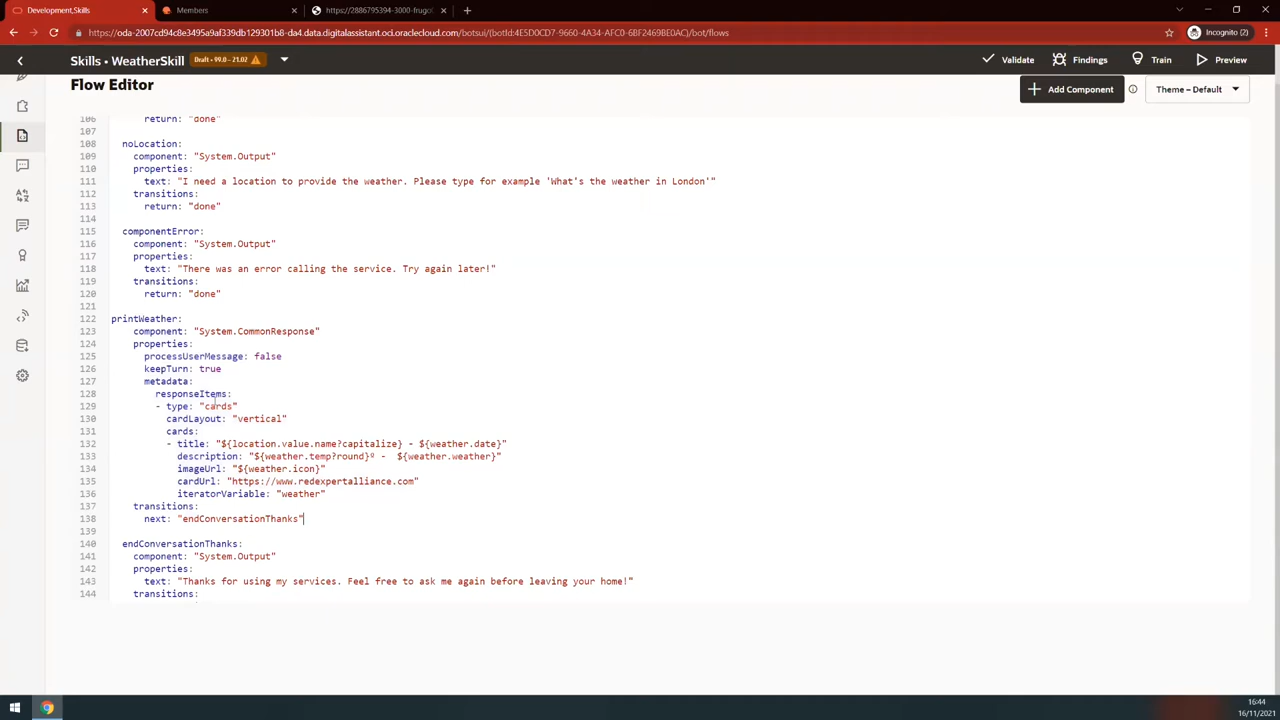 Development,Skills
Members
https://2886795394-3000-frugo
https://oda-2007cd94c8e3495a9af339db129301b8-da4.data.digitalassistant.oci.oraclecloud.com/botsui/(botId:4E5D0CD7-9660-4A34-AFC0-6BF2469BE0AC)/bot/flows
Incognito (2)
Skills • WeatherSkill
Draft • 99.0 - 21.02
Validate
Findings
Train
Preview
Flow Editor
Add Component
Theme – Default
106 return: "done"
107
108 noLocation:
109 component: "System.Output"
110 properties:
111 text: "I need a location to provide the weather. Please type for example 'What's the weather in London'"
112 transitions:
113 return: "done"
114
115 componentError:
116 component: "System.Output"
117 properties:
118 text: "There was an error calling the service. Try again later!"
119 transitions:
120 return: "done"
121
122 printWeather:
123 component: "System.CommonResponse"
124 properties:
125 processUserMessage: false
126 keepTurn: true
127 metadata:
128 responseItems:
129 - type: "cards"
130 cardLayout: "vertical"
131 cards:
132 - title: "${location.value.name?capitalize} - ${weather.date}"
133 description: "${weather.temp?round}º - ${weather.weather}"
134 imageUrl: "${weather.icon}"
135 cardUrl: "https://www.redexpertalliance.com"
136 iteratorVariable: "weather"
137 transitions:
138 next: "endConversationThanks"
139
140 endConversationThanks:
141 component: "System.Output"
142 properties:
143 text: "Thanks for using my services. Feel free to ask me again before leaving your home!"
144 transitions:
16:44
16/11/2021